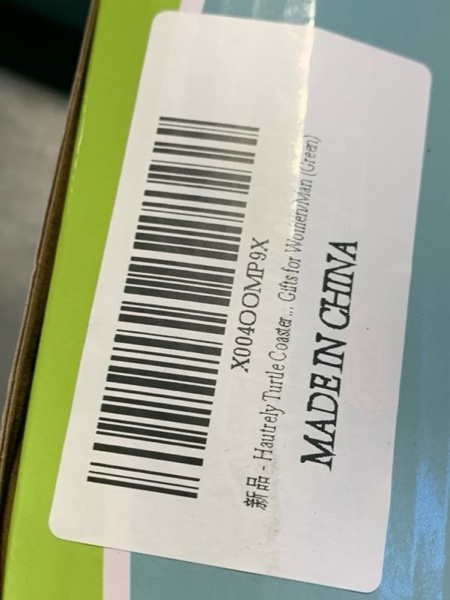 X004OOMP9X
新品 - Hautrely Turtle Coaster... Gifts for Women/Man (Green)
MADE IN CHINA